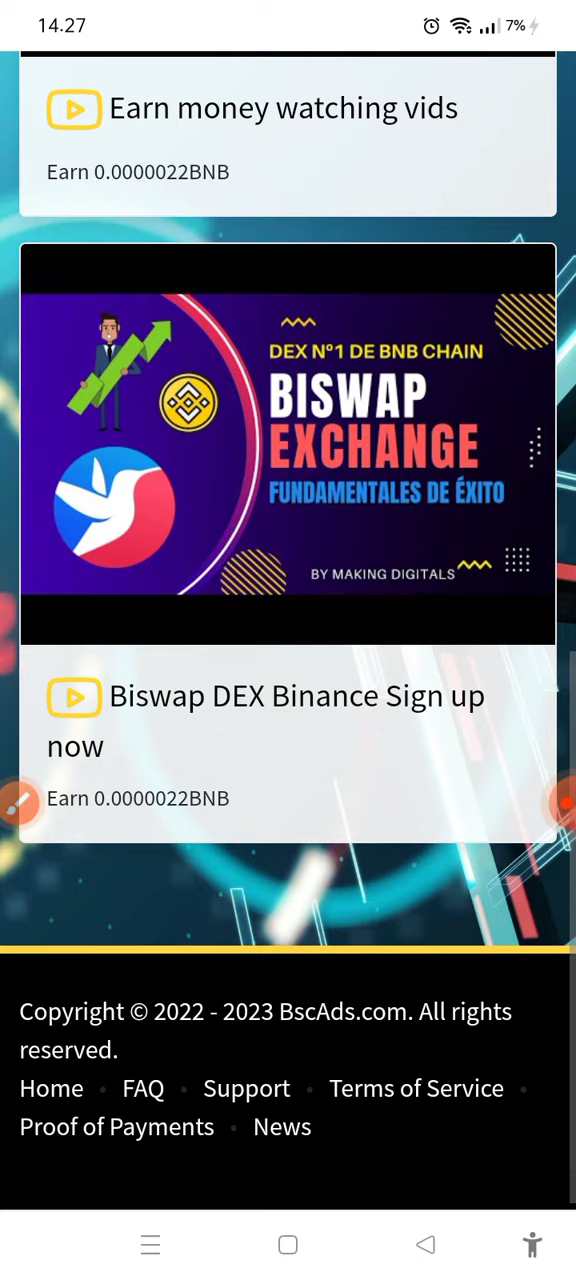 14.27
7%
Earn money watching vids
Earn 0.0000022BNB
DEX Nº1 DE BNB CHAIN
BISWAP
EXCHANGE
FUNDAMENTALES DE ÉXITO
BY MAKING DIGITALS
Biswap DEX Binance Sign up
now
Earn 0.0000022BNB
Copyright © 2022 - 2023 BscAds.com. All rights
reserved.
Home • FAQ • Support • Terms of Service •
Proof of Payments • News